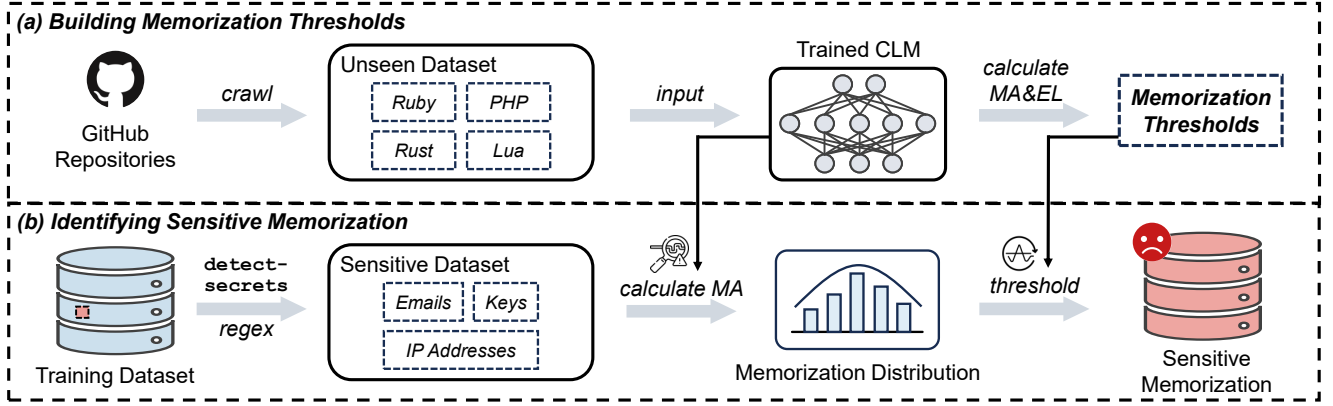 (a) Building Memorization Thresholds
GitHub
Repositories
crawl
Unseen Dataset
Ruby
PHP
Rust
Lua
input
Trained CLM
calculate
MA&EL
Memorization
Thresholds
(b) Identifying Sensitive Memorization
Training Dataset
detect-
secrets
regex
Sensitive Dataset
Emails
Keys
IP Addresses
calculate MA
Memorization Distribution
threshold
Sensitive
Memorization